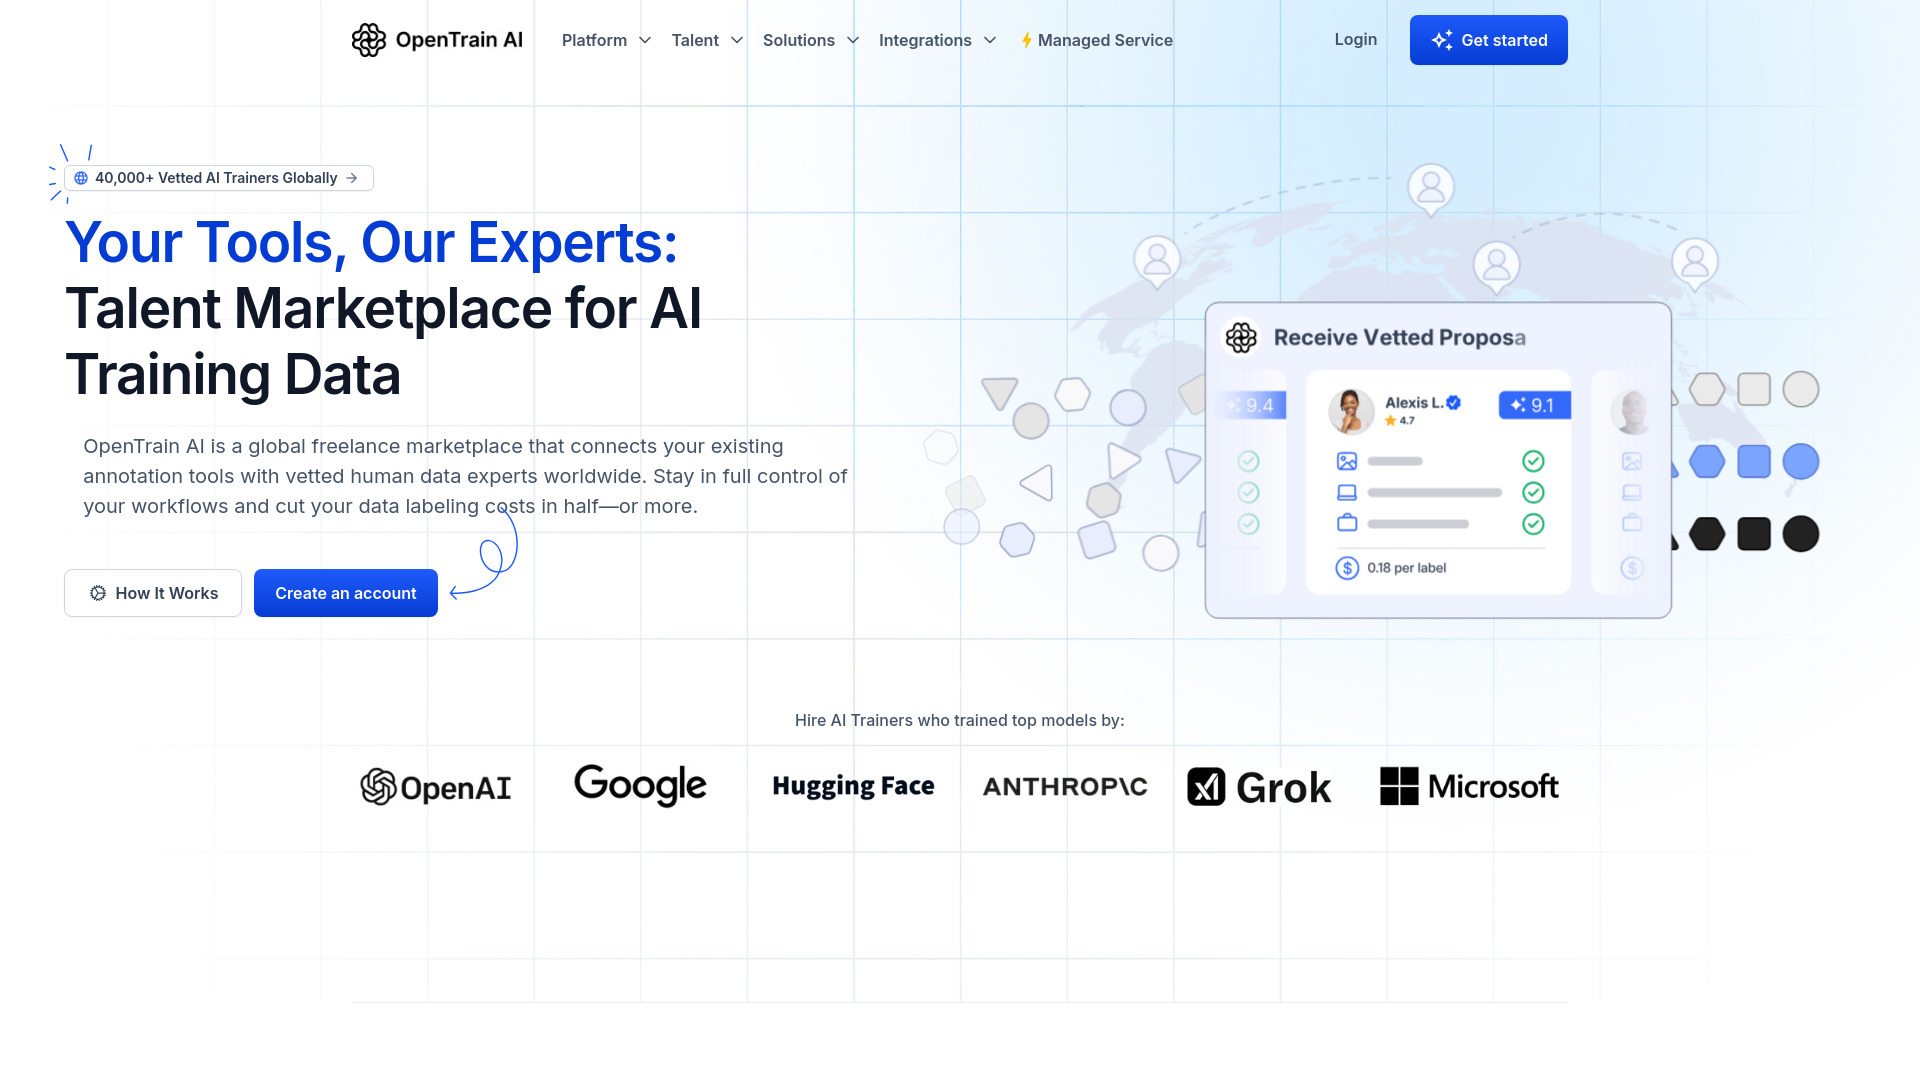 OpenTrain AI
Platform
Talent
Solutions
Integrations
Managed Service
Login
Get started
40,000+ Vetted AI Trainers Globally
Your Tools, Our Experts:
Talent Marketplace for AI
Training Data
OpenTrain AI is a global freelance marketplace that connects your existing
annotation tools with vetted human data experts worldwide. Stay in full control of
your workflows and cut your data labeling costs in half—or more.
How It Works
Create an account
Receive Vetted Proposa
9.4
Alexis L.
4.7
9.1
0.18 per label
Hire AI Trainers who trained top models by:
OpenAI
Google
Hugging Face
ANTHROP\C
Grok
Microsoft